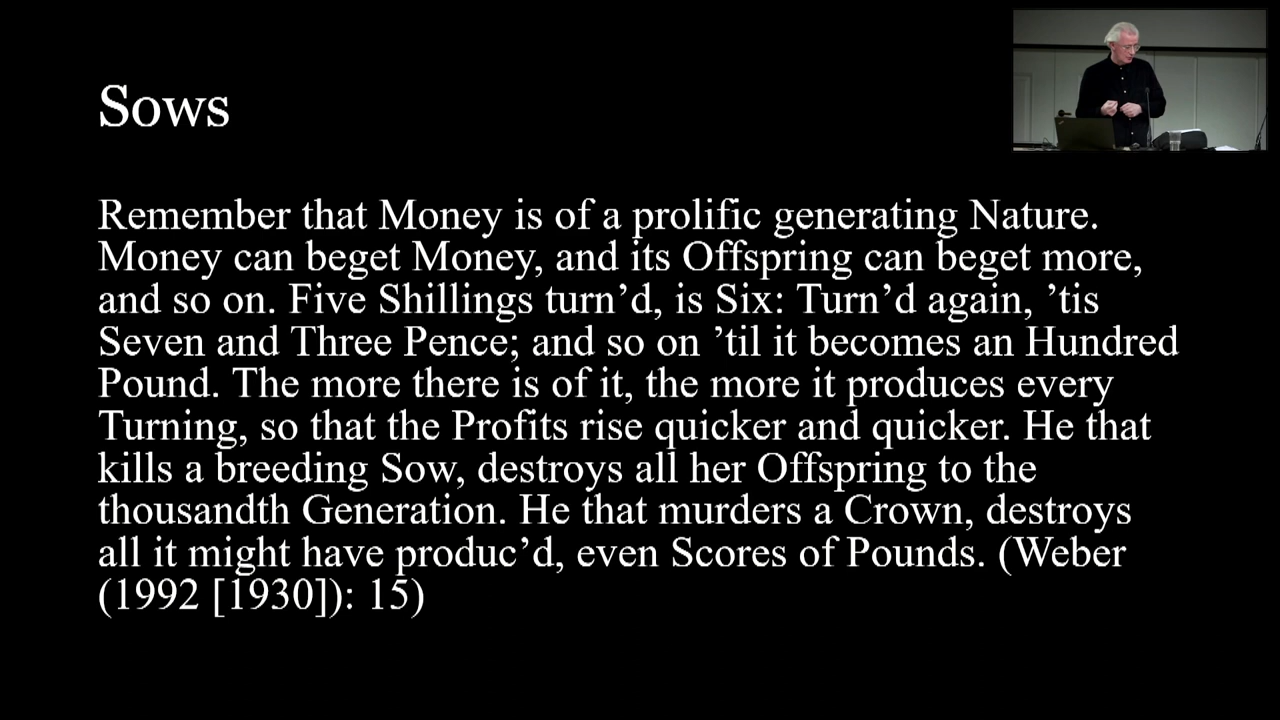 Sows
Remember that Money is of a prolific generating Nature.
Money can beget Money, and its Offspring can beget more,
and so on. Five Shillings turn’d, is Six: Turn’d again, ’tis
Seven and Three Pence; and so on ’til it becomes an Hundred
Pound. The more there is of it, the more it produces every
Turning, so that the Profits rise quicker and quicker. He that
kills a breeding Sow, destroys all her Offspring to the
thousandth Generation. He that murders a Crown, destroys
all it might have produc’d, even Scores of Pounds. (Weber
(1992 [1930]): 15)